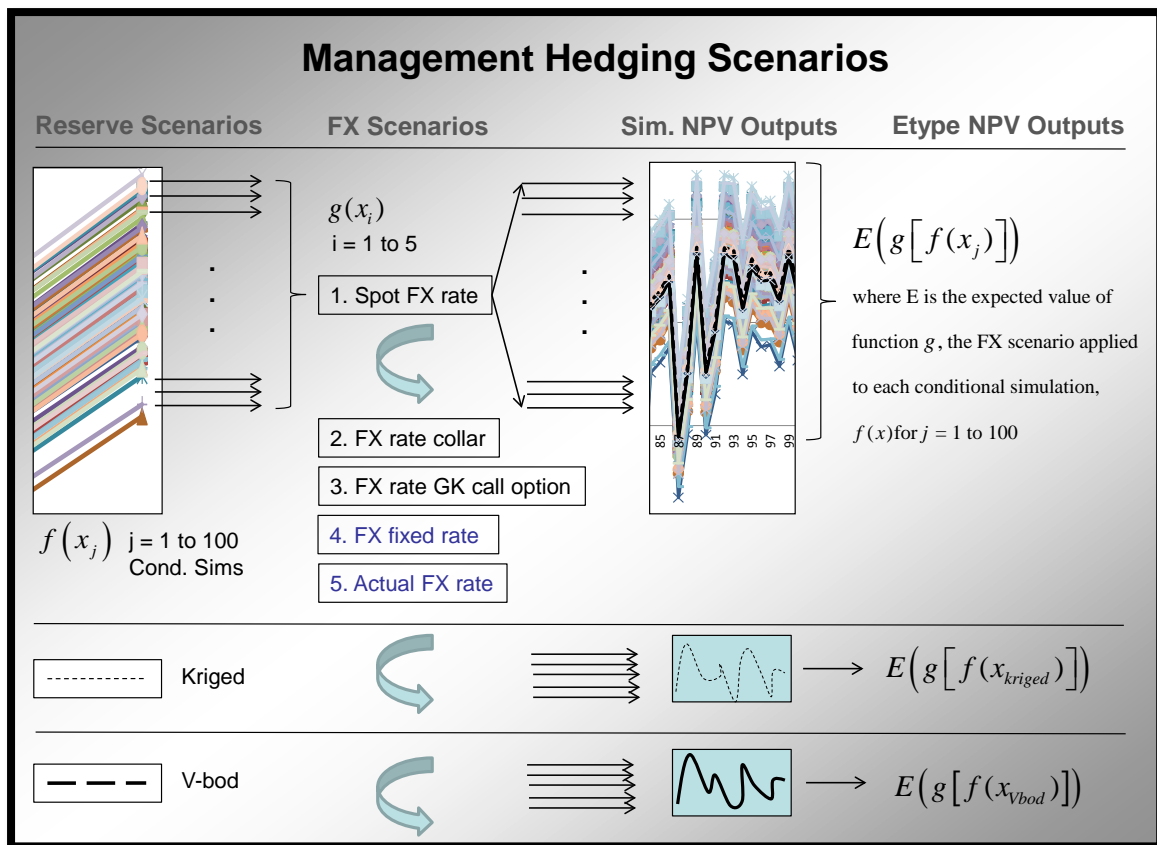 Management Hedging Scenarios
Reserve Scenarios
FX Scenarios
Sim. NPV Outputs
Etype NPV Outputs
g(x_i)
i = 1 to 5
1. Spot FX rate
2. FX rate collar
3. FX rate GK call option
4. FX fixed rate
5. Actual FX rate
f(x_j) j = 1 to 100
Cond. Sims
85 87 89 91 93 95 97 99
E(g[f(x_j)])
where E is the expected value of
function g, the FX scenario applied
to each conditional simulation,
f(x) for j = 1 to 100
Kriged
E(g[f(x_kriged)])
V-bod
E(g[f(x_Vbod)])